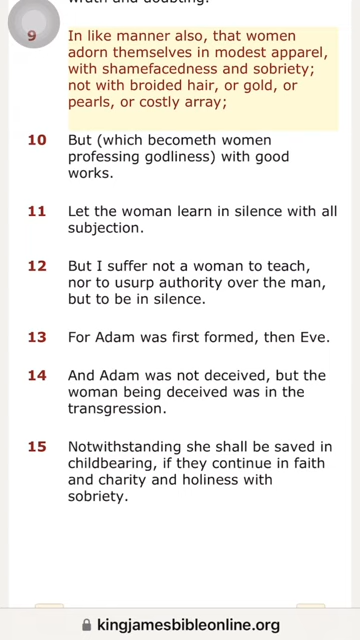 wrath and doubting.
9 In like manner also, that women
adorn themselves in modest apparel,
with shamefacedness and sobriety;
not with broided hair, or gold, or
pearls, or costly array;
10 But (which becometh women
professing godliness) with good
works.
11 Let the woman learn in silence with all
subjection.
12 But I suffer not a woman to teach,
nor to usurp authority over the man,
but to be in silence.
13 For Adam was first formed, then Eve.
14 And Adam was not deceived, but the
woman being deceived was in the
transgression.
15 Notwithstanding she shall be saved in
childbearing, if they continue in faith
and charity and holiness with
sobriety.
kingjamesbibleonline.org